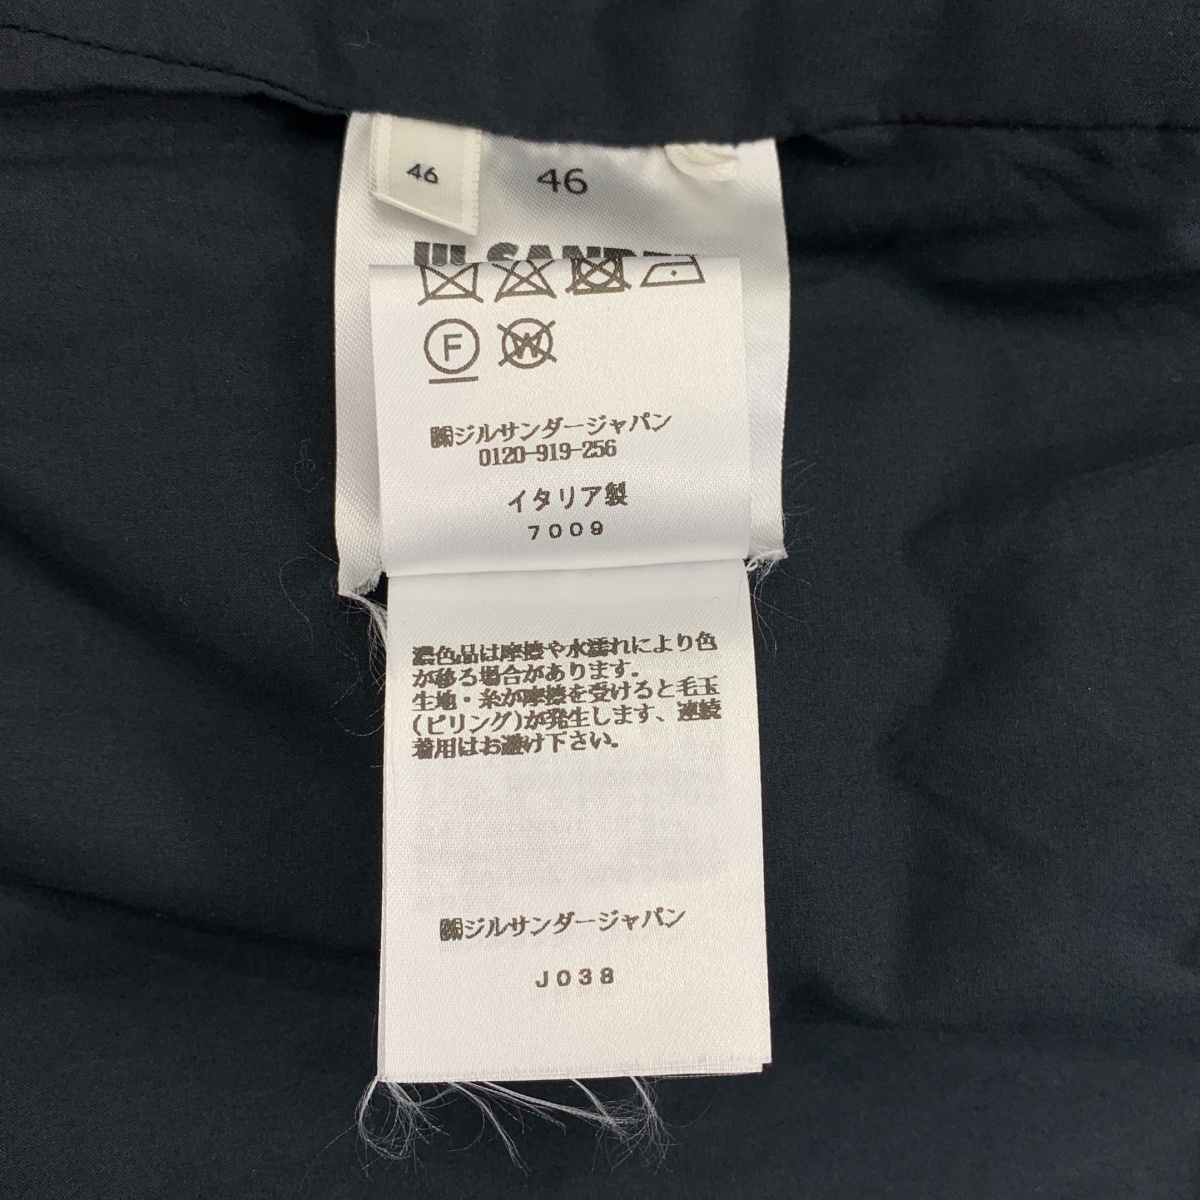 46
46
F
W
㈱ジルサンダージャパン
0120-919-256
イタリア製
7009
濃色品は摩擦や水濡れにより色
が移る場合があります。
生地・糸が摩擦を受けると毛玉
(ピリング)が発生します、連続
着用はお避け下さい。
㈱ジルサンダージャパン
J038